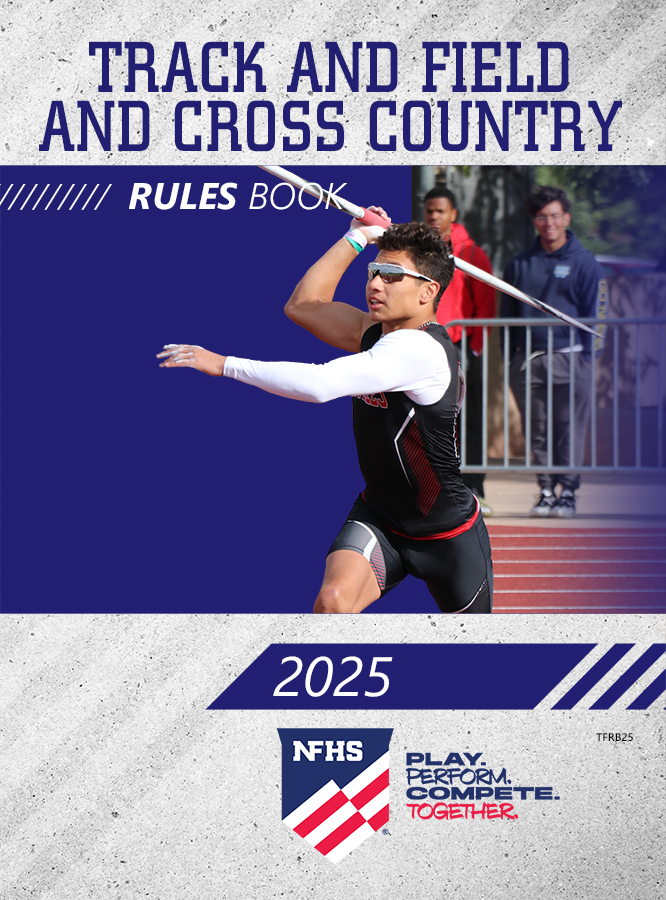 TRACK AND FIELD
AND CROSS COUNTRY
RULES BOOK
2025
TFRB25
NFHS
®
PLAY.
PERFORM.
COMPETE.
TOGETHER.